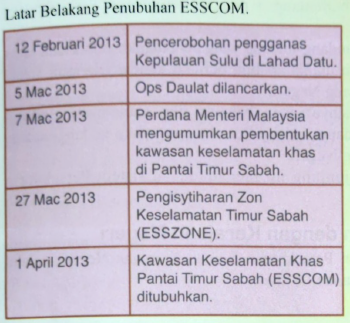 Latar Belakang Penubuhan ESSCOM.
12 Februari 2013
Pencerobohan pengganas
Kepulauan Sulu di Lahad Datu.
5 Mac 2013
Ops Daulat dilancarkan.
7 Mac 2013
Perdana Menteri Malaysia
mengumumkan pembentukan
kawasan keselamatan khas
di Pantai Timur Sabah.
27 Mac 2013
Pengisytiharan Zon
Keselamatan Timur Sabah
(ESSZONE).
1 April 2013
Kawasan Keselamatan Khas
Pantai Timur Sabah (ESSCOM)
ditubuhkan.